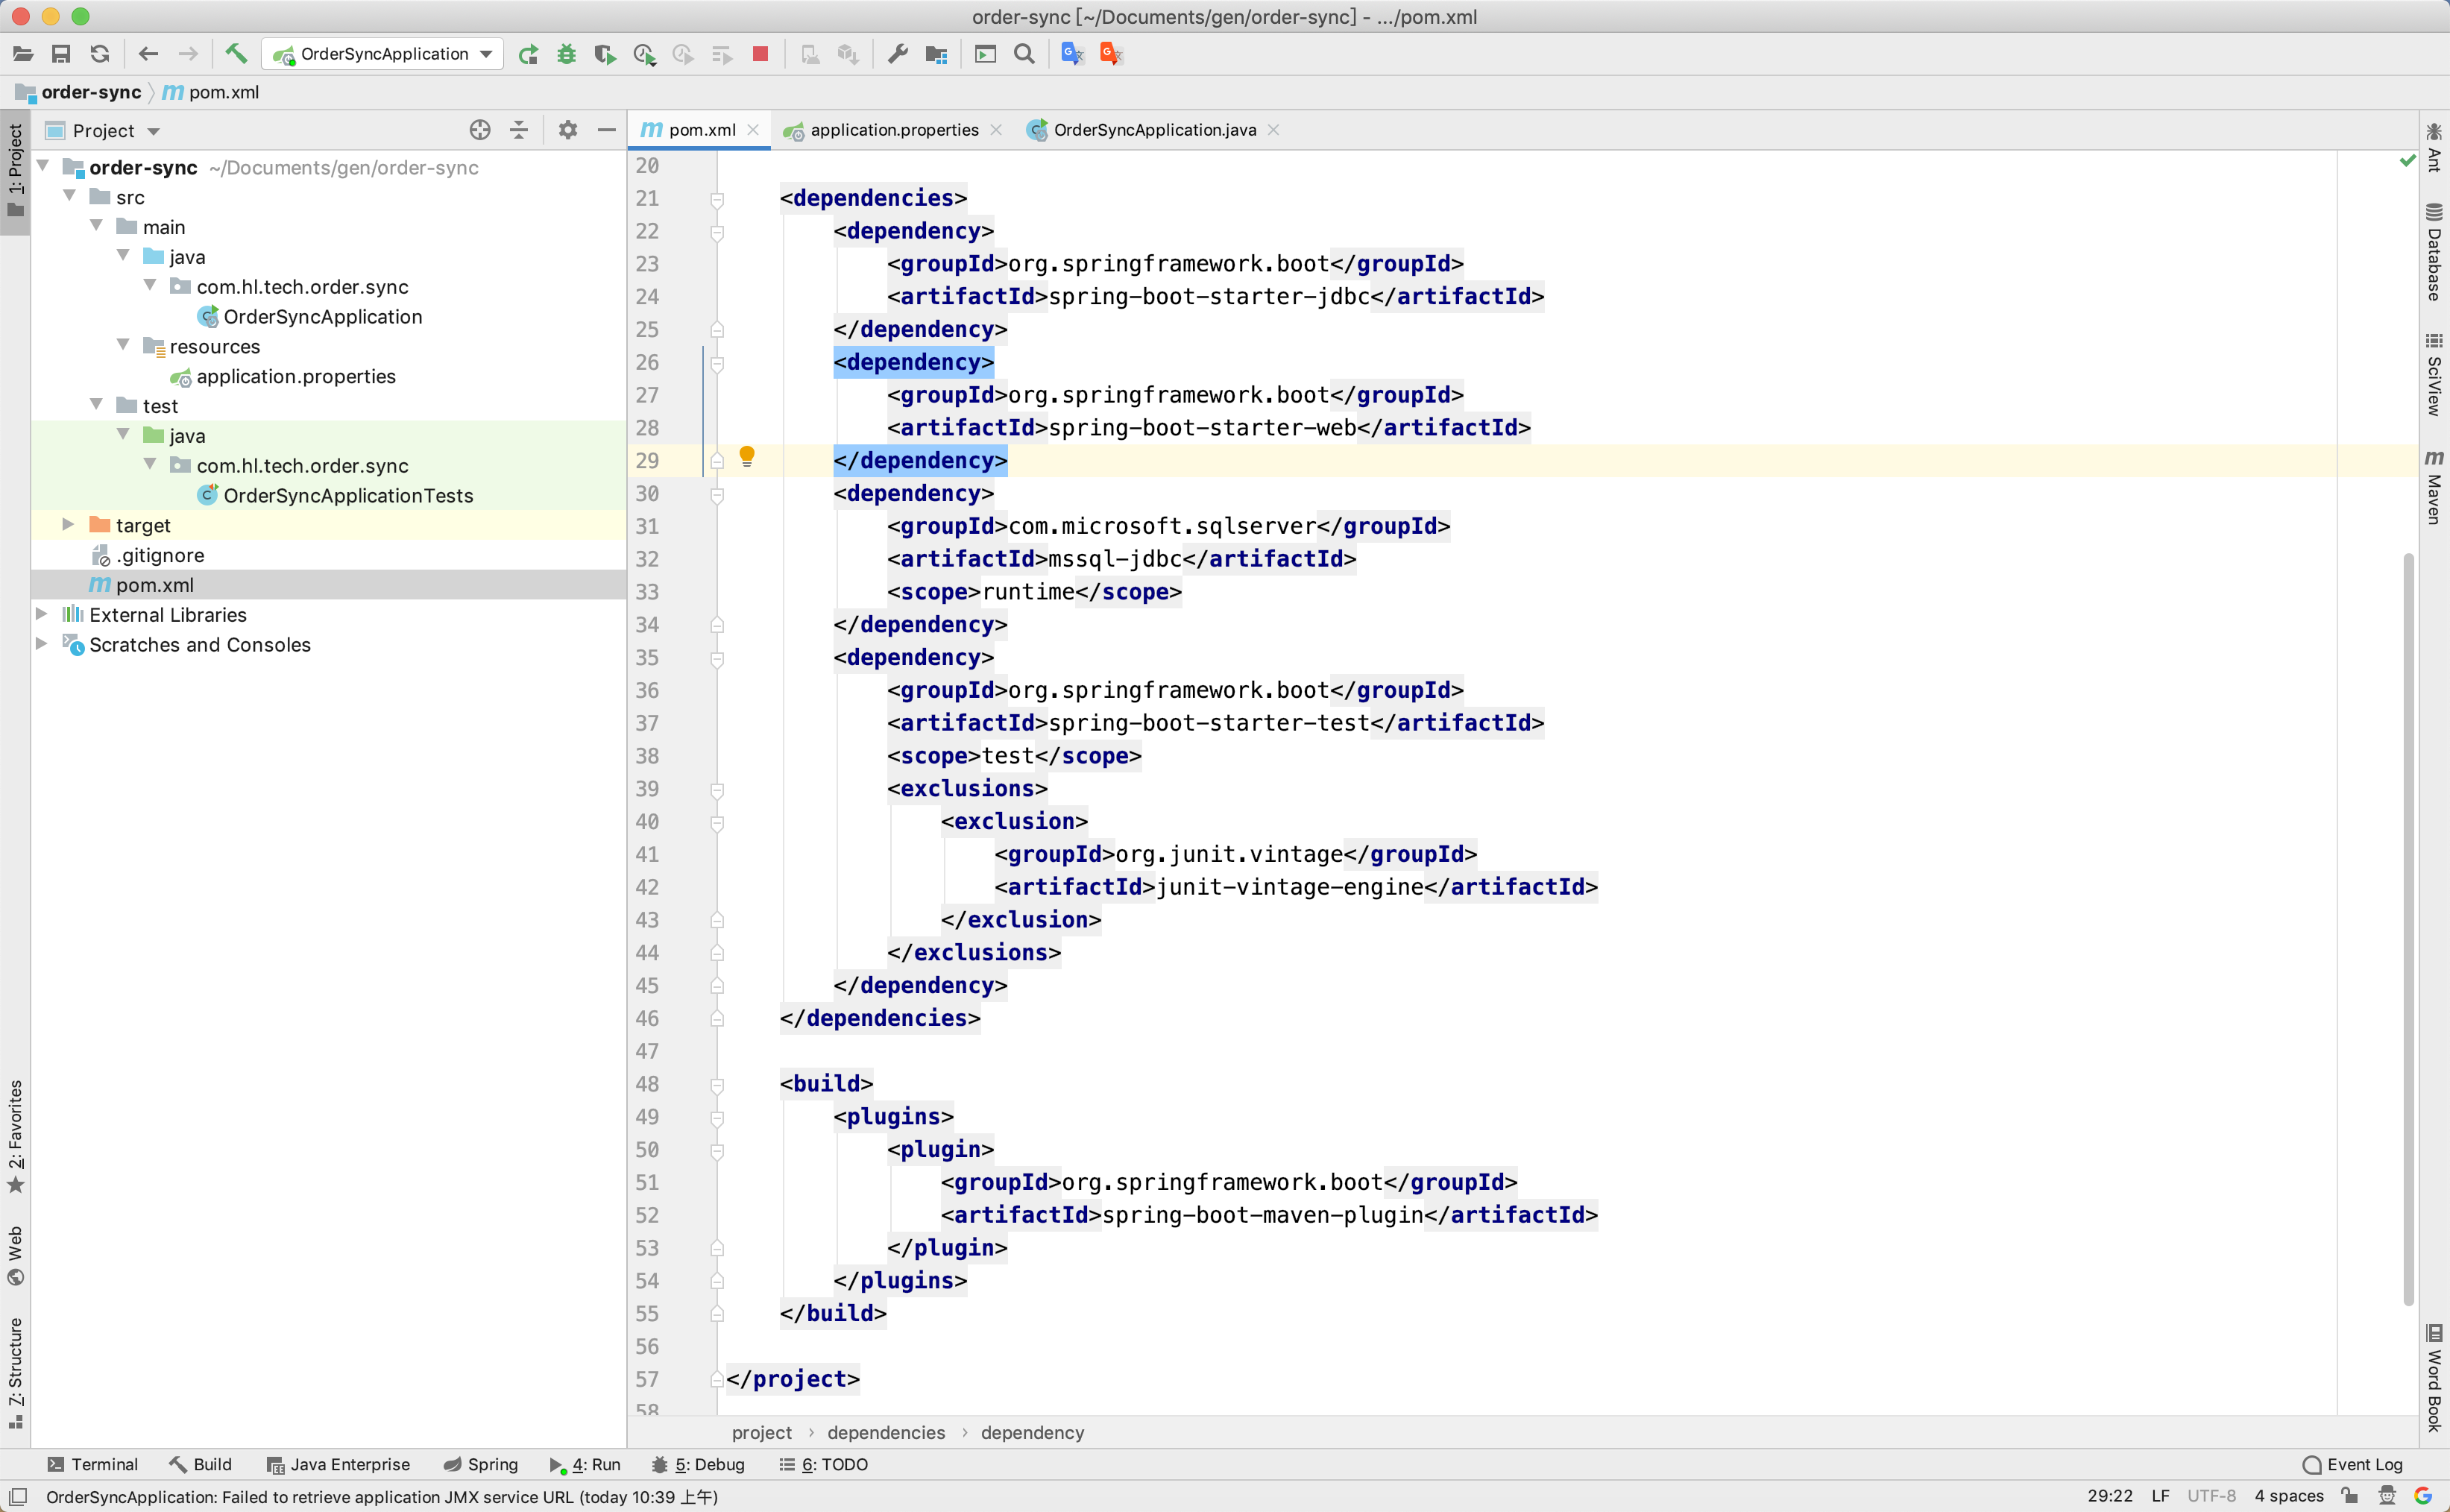 order-sync [~/Documents/gen/order-sync] - .../pom.xml
OrderSyncApplication
order-sync
pom.xml
1: Project
2: Favorites
Web
Z: Structure
Project
order-sync ~/Documents/gen/order-sync
src
main
java
com.hl.tech.order.sync
OrderSyncApplication
resources
application.properties
test
java
com.hl.tech.order.sync
OrderSyncApplicationTests
target
.gitignore
pom.xml
External Libraries
Scratches and Consoles
pom.xml
application.properties
OrderSyncApplication.java
20
21 <dependencies>
22 <dependency>
23 <groupId>org.springframework.boot</groupId>
24 <artifactId>spring-boot-starter-jdbc</artifactId>
25 </dependency>
26 <dependency>
27 <groupId>org.springframework.boot</groupId>
28 <artifactId>spring-boot-starter-web</artifactId>
29 </dependency>
30 <dependency>
31 <groupId>com.microsoft.sqlserver</groupId>
32 <artifactId>mssql-jdbc</artifactId>
33 <scope>runtime</scope>
34 </dependency>
35 <dependency>
36 <groupId>org.springframework.boot</groupId>
37 <artifactId>spring-boot-starter-test</artifactId>
38 <scope>test</scope>
39 <exclusions>
40 <exclusion>
41 <groupId>org.junit.vintage</groupId>
42 <artifactId>junit-vintage-engine</artifactId>
43 </exclusion>
44 </exclusions>
45 </dependency>
46 </dependencies>
47
48 <build>
49 <plugins>
50 <plugin>
51 <groupId>org.springframework.boot</groupId>
52 <artifactId>spring-boot-maven-plugin</artifactId>
53 </plugin>
54 </plugins>
55 </build>
56
57 </project>
58
project › dependencies › dependency
Ant
Database
SciView
Maven
Word Book
Terminal
Build
Java Enterprise
Spring
4: Run
5: Debug
6: TODO
Event Log
OrderSyncApplication: Failed to retrieve application JMX service URL (today 10:39 上午)
29:22 LF UTF-8 4 spaces